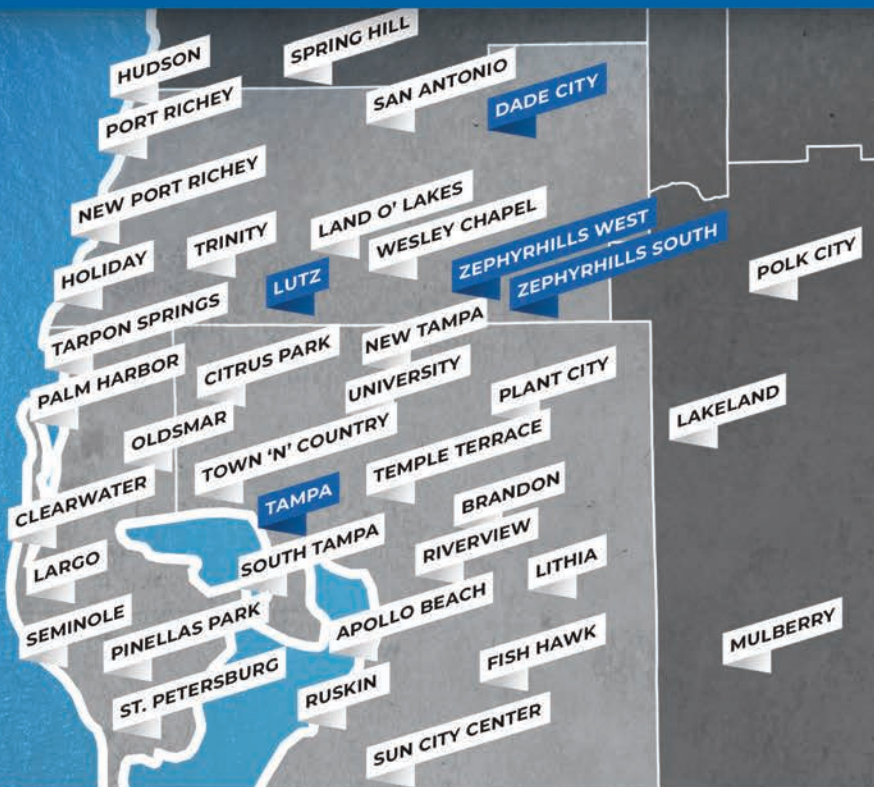 SPRING HILL
HUDSON
SAN ANTONIO
DADE CITY
PORT RICHEY
NEW PORT RICHEY
LAND O' LAKES
TRINITY
WESLEY CHAPEL
ZEPHYRHILLS WEST
ZEPHYRHILLS SOUTH
POLK CITY
HOLIDAY
LUTZ
TARPON SPRINGS
NEW TAMPA
CITRUS PARK
PALM HARBOR
UNIVERSITY
PLANT CITY
LAKELAND
OLDSMAR
TOWN 'N' COUNTRY
TEMPLE TERRACE
CLEARWATER
TAMPA
BRANDON
SOUTH TAMPA
RIVERVIEW
LITHIA
LARGO
SEMINOLE
PINELLAS PARK
APOLLO BEACH
FISH HAWK
MULBERRY
ST. PETERSBURG
RUSKIN
SUN CITY CENTER